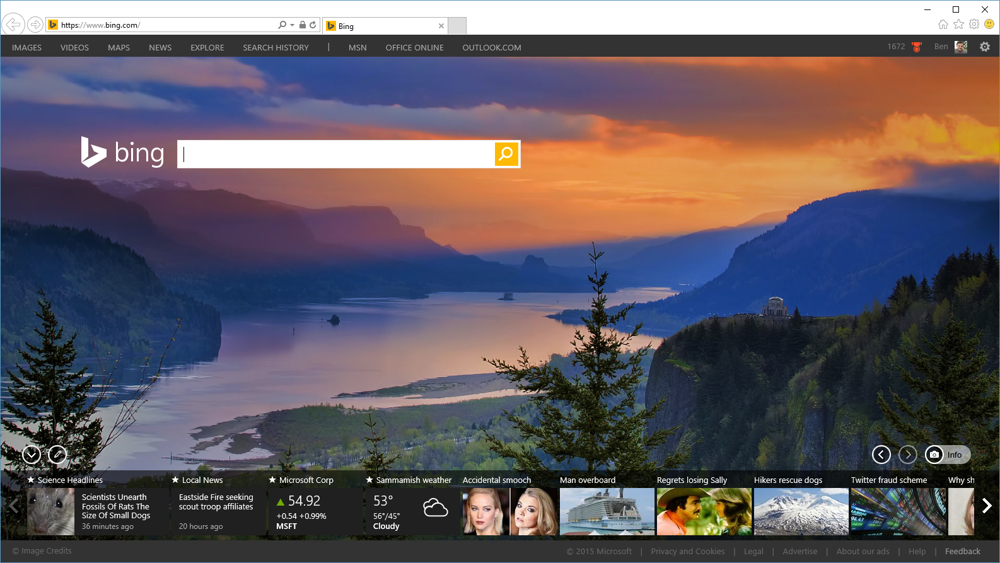 https://www.bing.com/
Bing
IMAGES VIDEOS MAPS NEWS EXPLORE SEARCH HISTORY | MSN OFFICE ONLINE OUTLOOK.COM
1672 Ben
bing
Info
Science Headlines
Scientists Unearth
Fossils Of Rats The
Size Of Small Dogs
36 minutes ago
Local News
Eastside Fire seeking
scout troop affiliates
20 hours ago
Microsoft Corp
54.92
+0.54 +0.99%
MSFT
Sammamish weather
53°
56°/45°
Cloudy
Accidental smooch
Man overboard
Regrets losing Sally
Hikers rescue dogs
Twitter fraud scheme
NASDAQ
96.43
Why sh
© Image Credits
© 2015 Microsoft | Privacy and Cookies | Legal | Advertise | About our ads | Help | Feedback